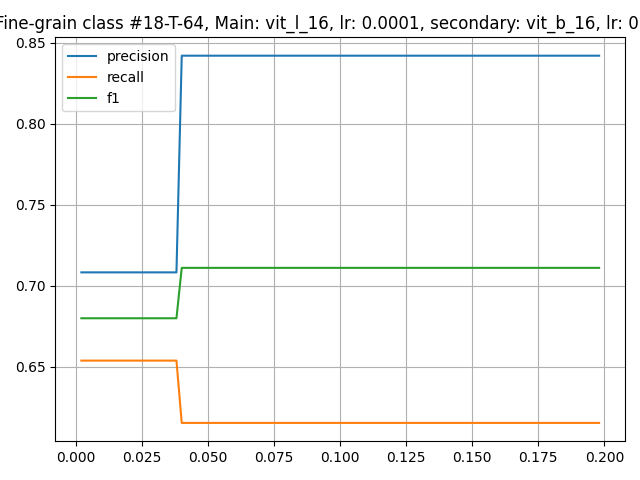 Fine-grain class #18-T-64, Main: vit_l_16, lr: 0.0001, secondary: vit_b_16, lr: 0
precision
recall
f1
0.85
0.80
0.75
0.70
0.65
0.000 0.025 0.050 0.075 0.100 0.125 0.150 0.175 0.200